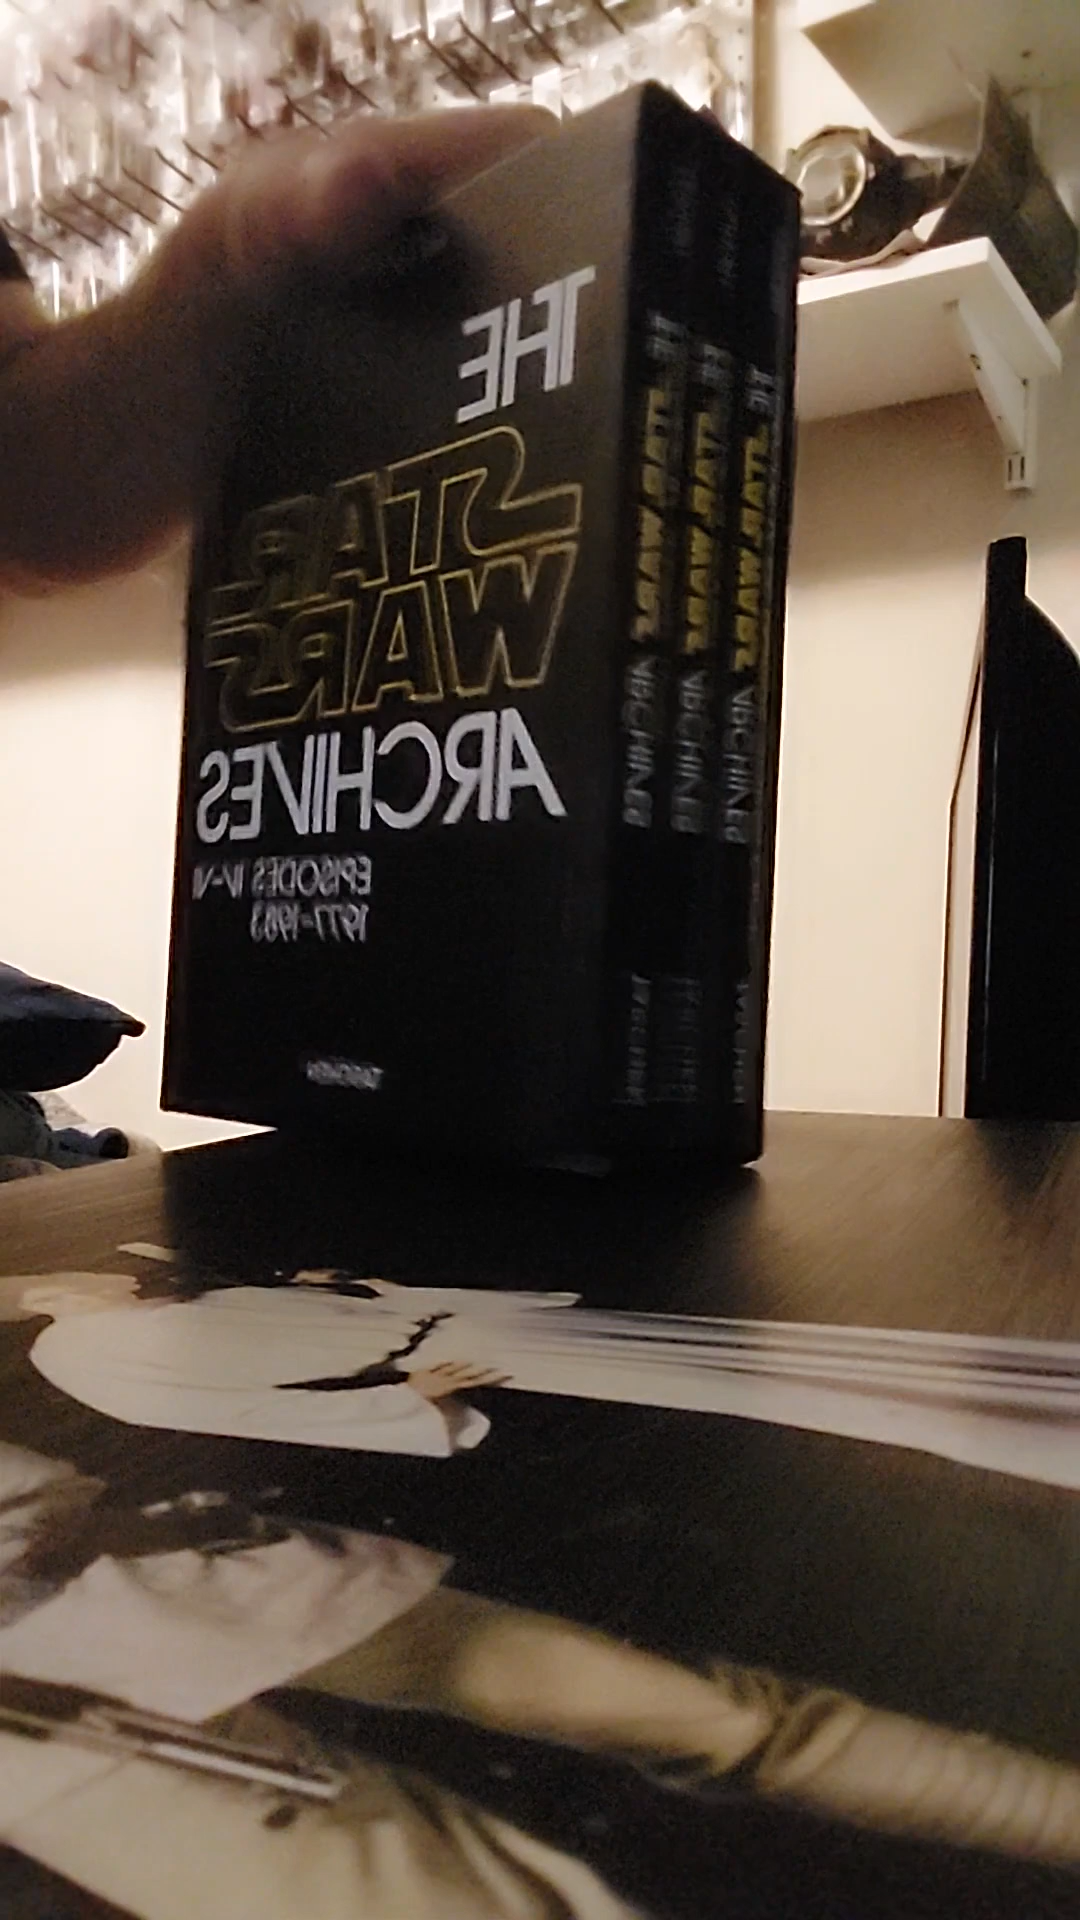 THE
STAR
WARS
ARCHIVES
EPISODES IV–VI
1977–1983
TASCHEN
THE STAR WARS ARCHIVES
THE STAR WARS ARCHIVES
THE STAR WARS ARCHIVES